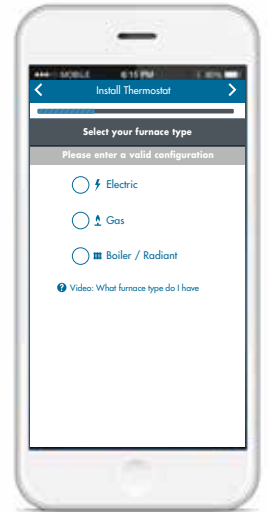 MOBILE 6:15 PM
Install Thermostat
Select your furnace type
Please enter a valid configuration
Electric
Gas
Boiler / Radiant
Video: What furnace type do I have